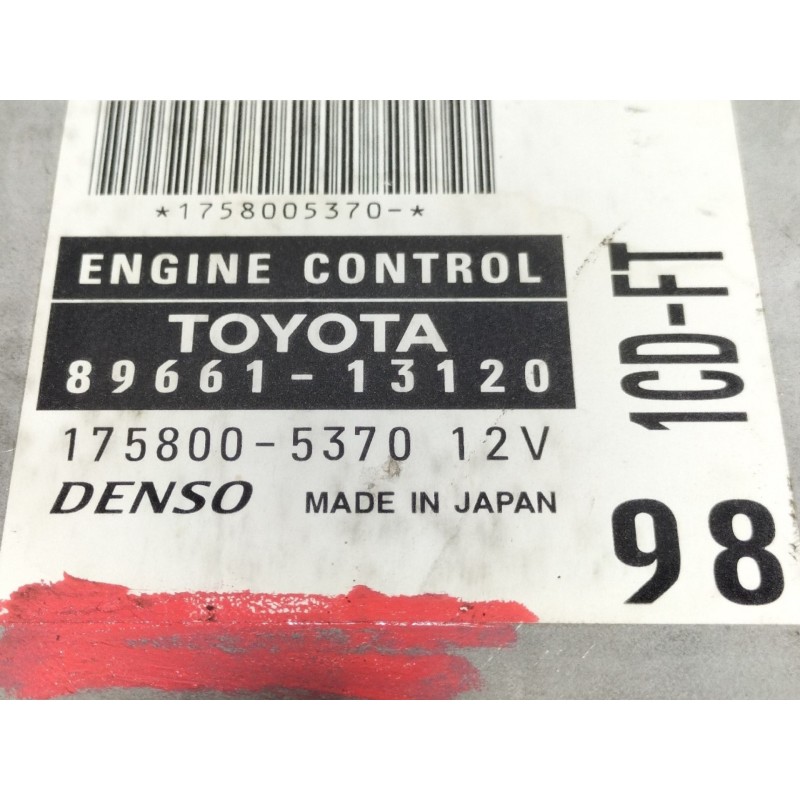 *1758005370-*
ENGINE CONTROL
TOYOTA
89661-13120
175800-5370 12V
DENSO MADE IN JAPAN
1CD-FT
98